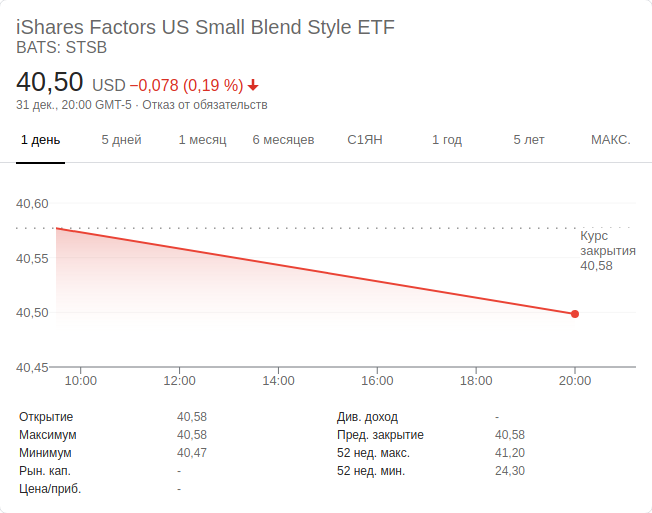 iShares Factors US Small Blend Style ETF
BATS: STSB
40,50 USD −0,078 (0,19 %)
31 дек., 20:00 GMT-5 · Отказ от обязательств
1 день 5 дней 1 месяц 6 месяцев С1ЯН 1 год 5 лет МАКС.
40,60
Курс
закрытия
40,58
40,55
40,50
40,45
10:00 12:00 14:00 16:00 18:00 20:00
Открытие 40,58 Див. доход -
Максимум 40,58 Пред. закрытие 40,58
Минимум 40,47 52 нед. макс. 41,20
Рын. кап. - 52 нед. мин. 24,30
Цена/приб. -